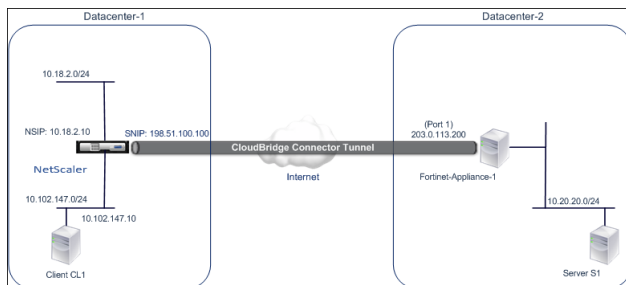 Datacenter-1
Datacenter-2
10.18.2.0/24
NSIP: 10.18.2.10
SNIP: 198.51.100.100
CloudBridge Connector Tunnel
(Port 1)
203.0.113.200
NetScaler
Internet
Fortinet-Appliance-1
10.102.147.0/24
10.102.147.10
10.20.20.0/24
Client CL1
Server S1